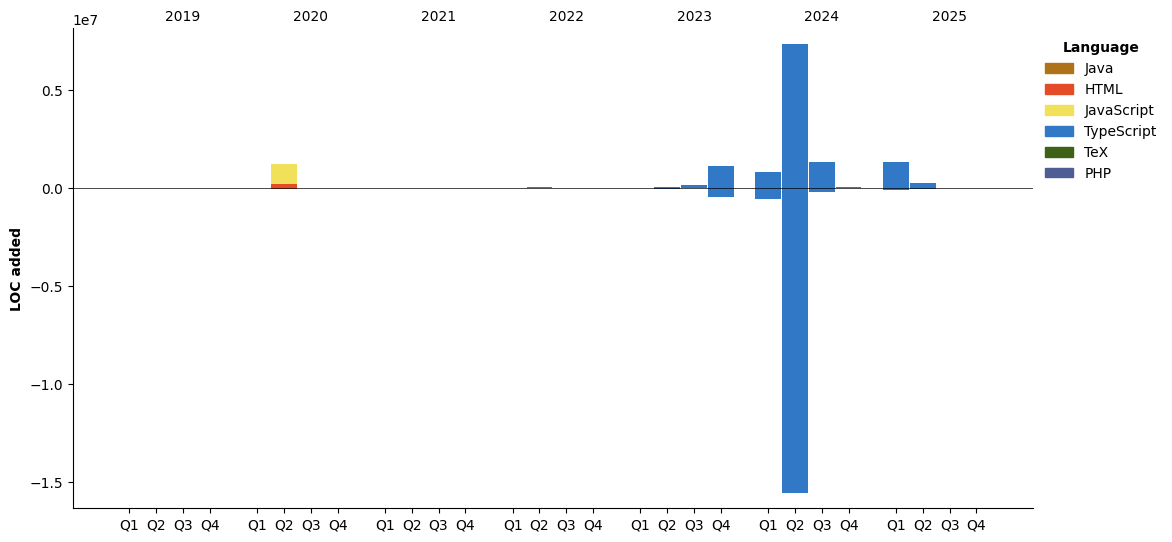 1e7
2019 2020 2021 2022 2023 2024 2025
Language
Java
HTML
JavaScript
TypeScript
TeX
PHP
LOC added
0.5
0.0
−0.5
−1.0
−1.5
Q1 Q2 Q3 Q4 Q1 Q2 Q3 Q4 Q1 Q2 Q3 Q4 Q1 Q2 Q3 Q4 Q1 Q2 Q3 Q4 Q1 Q2 Q3 Q4 Q1 Q2 Q3 Q4